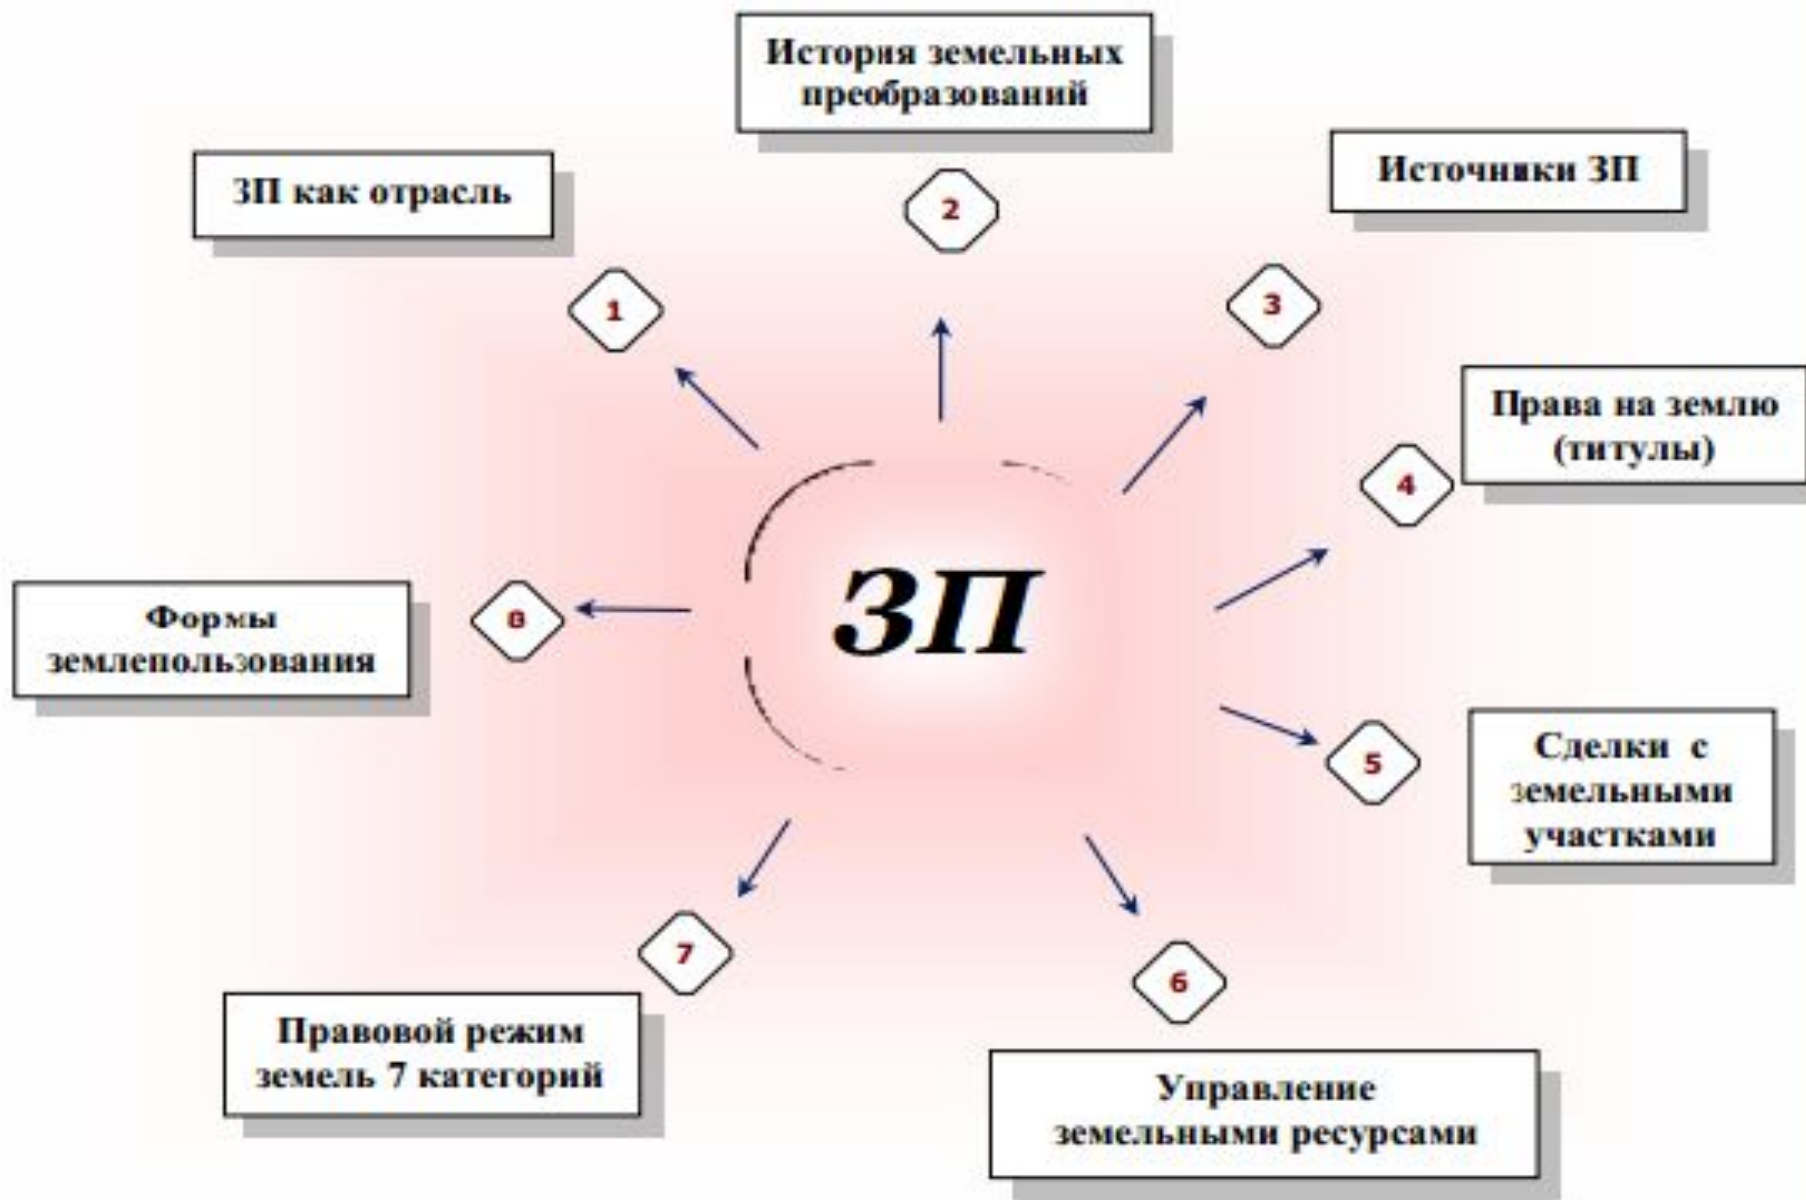 История земельных
преобразований
ЗП как отрасль
Источники ЗП
2
1
3
Права на землю
(титулы)
4
ЗП
Формы
землепользования
8
Сделки с
земельными
участками
5
7
6
Правовой режим
земель 7 категорий
Управление
земельными ресурсами